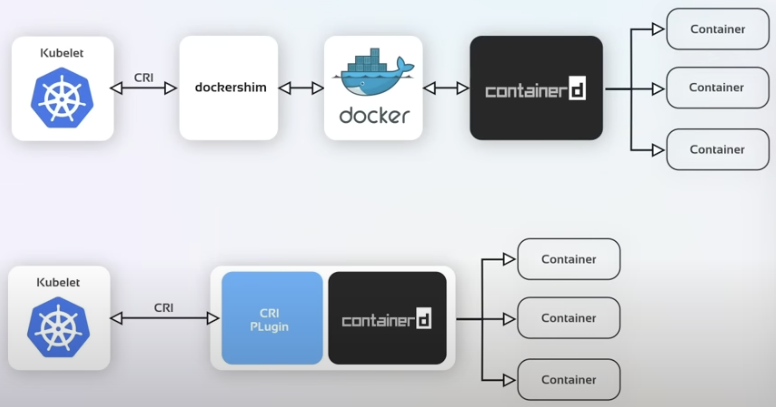 Kubelet
CRI
dockershim
docker
containerd
Container
Container
Container
Kubelet
CRI
CRI
PLugin
containerd
Container
Container
Container